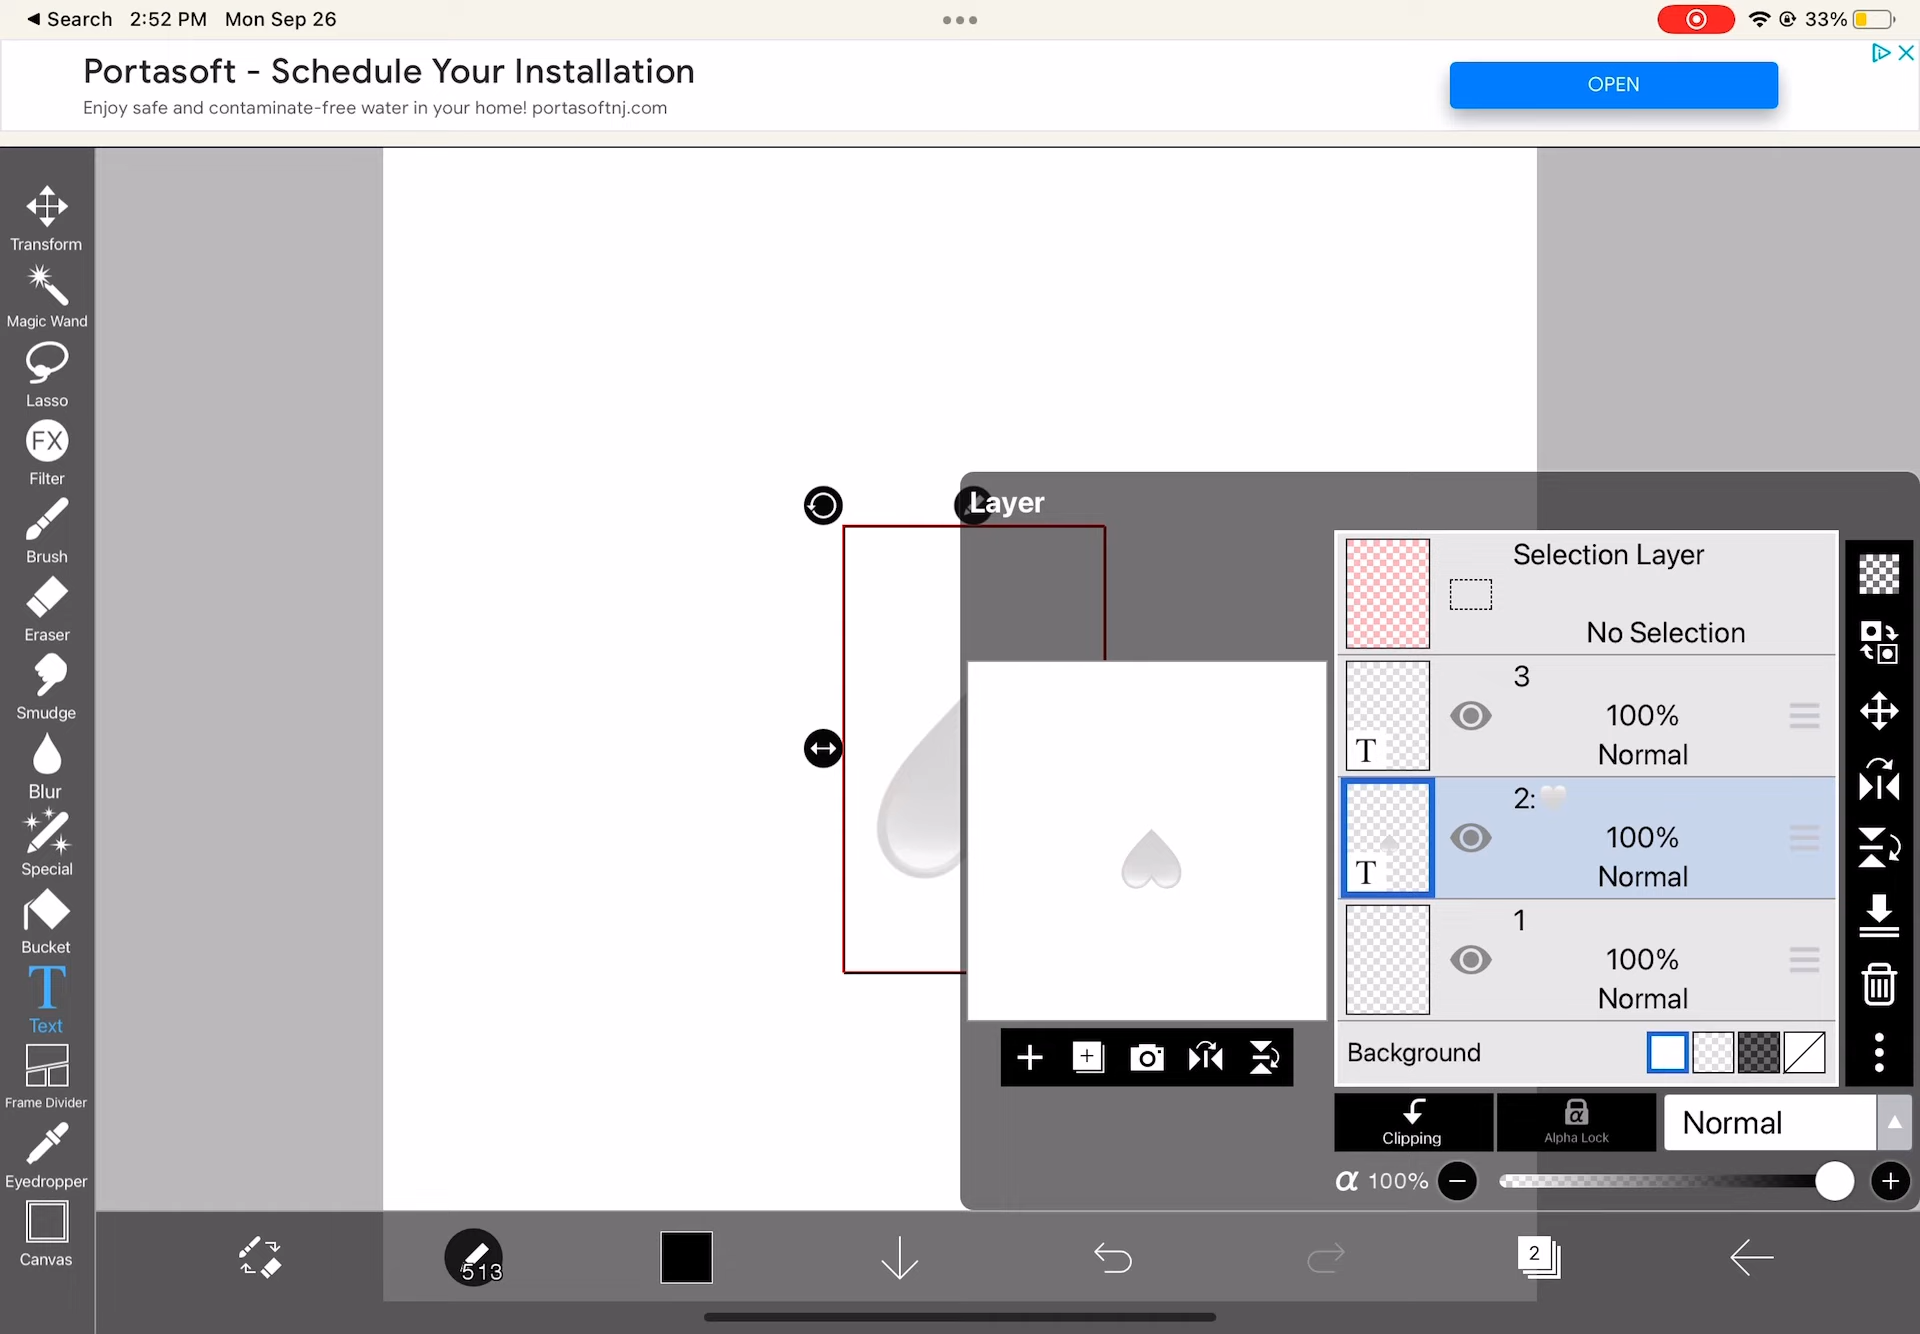 ◀ Search 2:52 PM Mon Sep 26
33%
Portasoft - Schedule Your Installation
Enjoy safe and contaminate-free water in your home! portasoftnj.com
OPEN
Transform
Magic Wand
Lasso
FX
Filter
Brush
Eraser
Smudge
Blur
Special
Bucket
T
Text
Frame Divider
Eyedropper
Canvas
Layer
Selection Layer
No Selection
3
100%
T
Normal
2:🤍
100%
T
Normal
1
100%
Normal
Background
Clipping
α
Alpha Lock
Normal
α 100%
513
2